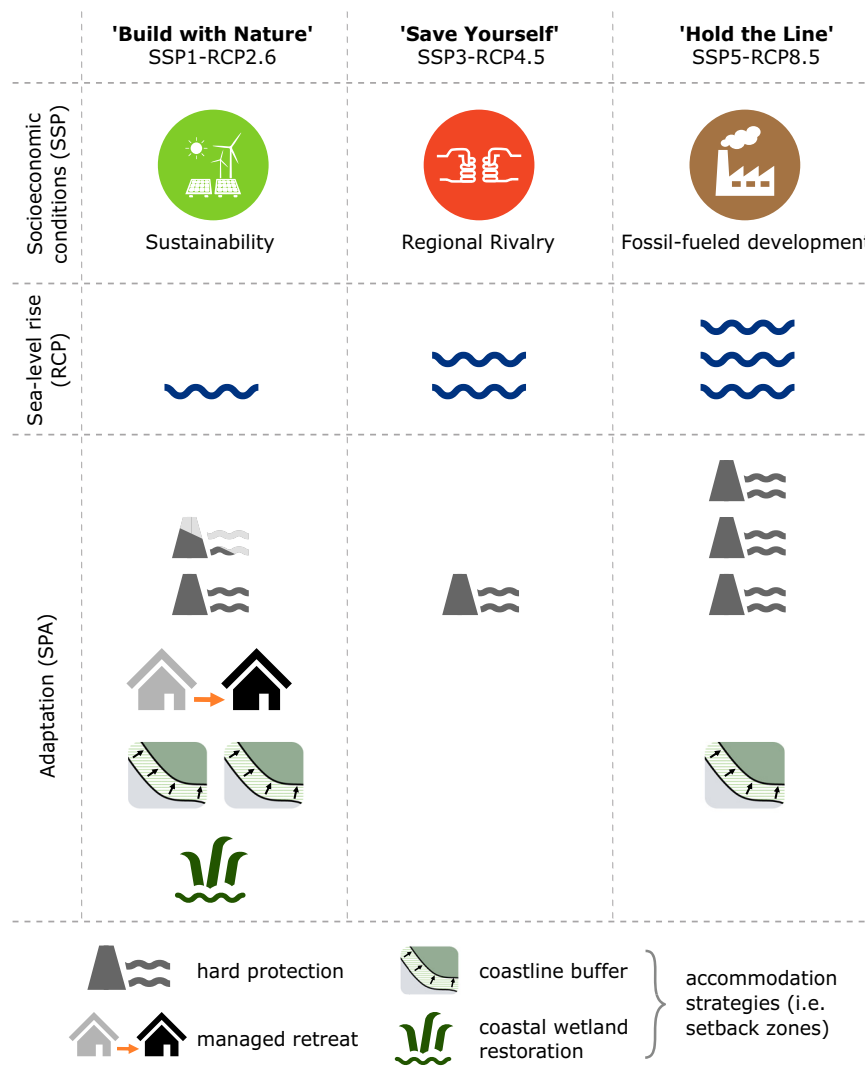 'Build with Nature'
SSP1-RCP2.6
'Save Yourself'
SSP3-RCP4.5
'Hold the Line'
SSP5-RCP8.5
Socioeconomic
conditions (SSP)
Sustainability
Regional Rivalry
Fossil-fueled development
Sea-level rise
(RCP)
Adaptation (SPA)
hard protection
managed retreat
coastline buffer
coastal wetland
restoration
accommodation
strategies (i.e.
setback zones)